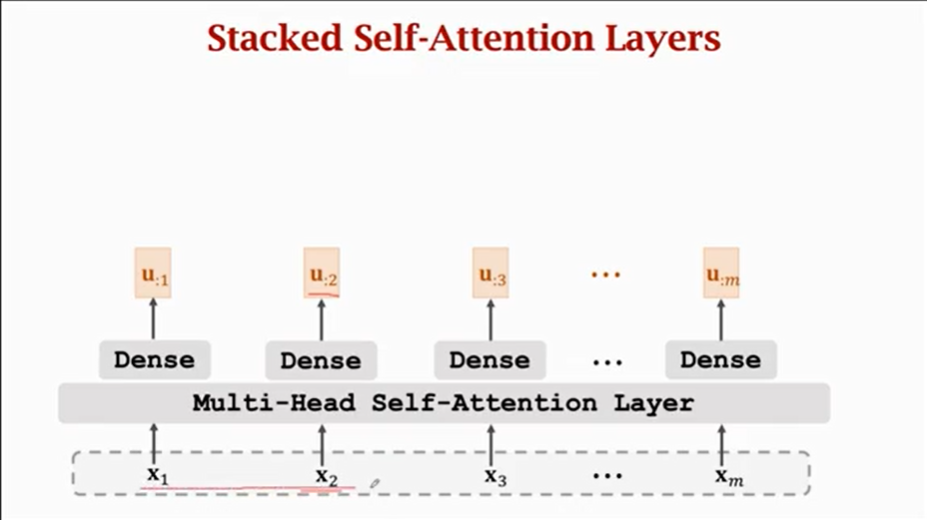 Stacked Self-Attention Layers
u:1 u:2 u:3 ... u:m
Dense Dense Dense ... Dense
Multi-Head Self-Attention Layer
x1 x2 x3 ... xm